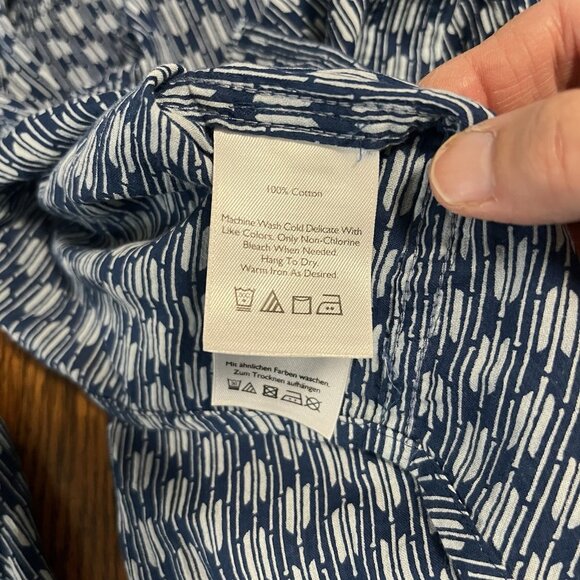 100% Cotton
Machine Wash Cold Delicate With
Like Colors. Only Non-Chlorine
Bleach When Needed.
Hang To Dry.
Warm Iron As Desired.
Mit ähnlichen Farben waschen.
Zum Trocknen aufhängen